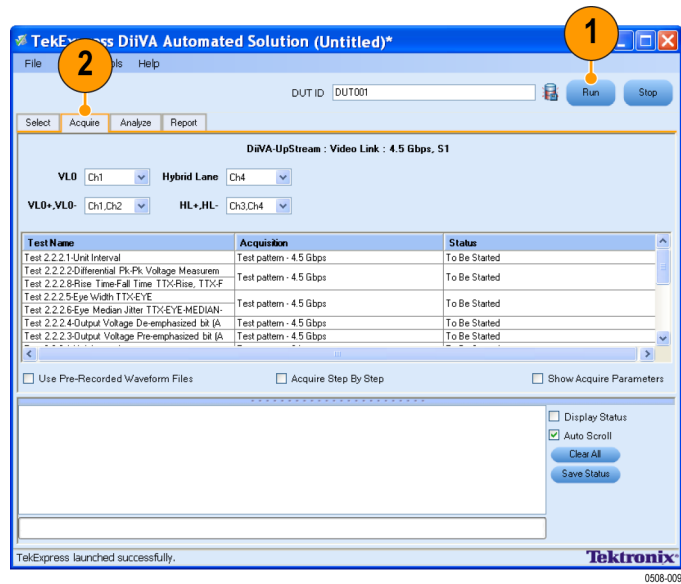 1
2
TekExpress DiiVA Automated Solution (Untitled)*
File Help
DUT ID DUT001 Run Stop
Select Acquire Analyze Report
DiiVA-UpStream : Video Link : 4.5 Gbps, S1
VL0 Ch1 Hybrid Lane Ch4
VL0+,VL0- Ch1,Ch2 HL+,HL- Ch3,Ch4
Test Name Acquisition Status
Test 2.2.2.1-Unit Interval Test pattern - 4.5 Gbps To Be Started
Test 2.2.2.2-Differential Pk-Pk Voltage Measurem
Test pattern - 4.5 Gbps To Be Started
Test 2.2.2.8-Rise Time-Fall Time TTX-Rise, TTX-F
Test 2.2.2.5-Eye Width TTX-EYE
Test pattern - 4.5 Gbps To Be Started
Test 2.2.2.6-Eye Median Jitter TTX-EYE-MEDIAN-
Test 2.2.2.4-Output Voltage De-emphasized bit (A Test pattern - 4.5 Gbps To Be Started
Test 2.2.2.3-Output Voltage Pre-emphasized bit (A Test pattern - 4.5 Gbps To Be Started
Use Pre-Recorded Waveform Files Acquire Step By Step Show Acquire Parameters
Display Status
Auto Scroll
Clear All
Save Status
TekExpress launched successfully. Tektronix
0508-009